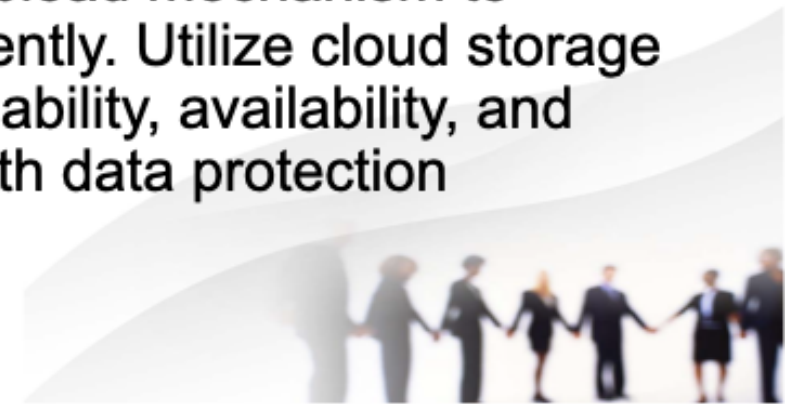 ently. Utilize cloud storage
ability, availability, and
th data protection